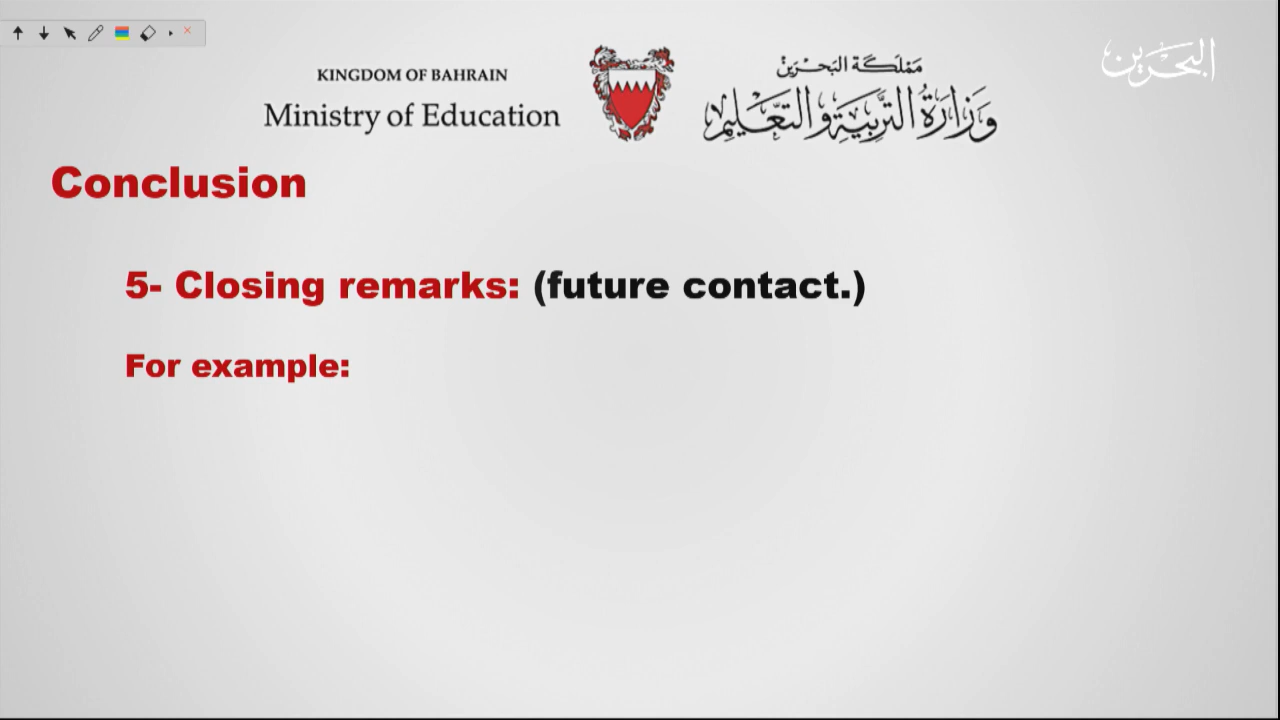 KINGDOM OF BAHRAIN
Ministry of Education
مملكة البحرين
وزارة التربية والتعليم
البحرين
Conclusion
5- Closing remarks: (future contact.)
For example: